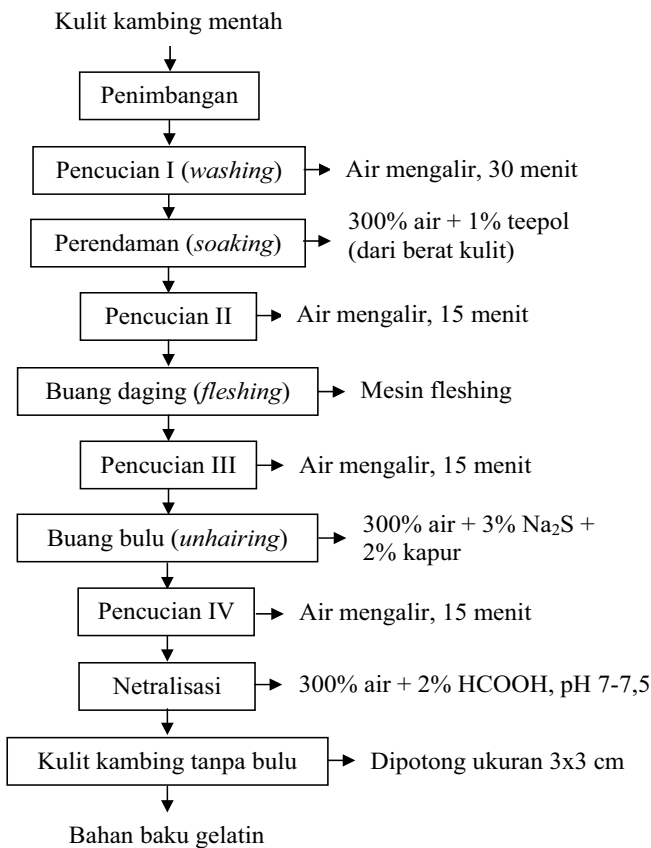 Kulit kambing mentah
Penimbangan
Pencucian I (washing)
Air mengalir, 30 menit
Perendaman (soaking)
300% air + 1% teepol
(dari berat kulit)
Pencucian II
Air mengalir, 15 menit
Buang daging (fleshing)
Mesin fleshing
Pencucian III
Air mengalir, 15 menit
Buang bulu (unhairing)
300% air + 3% Na₂S +
2% kapur
Pencucian IV
Air mengalir, 15 menit
Netralisasi
300% air + 2% HCOOH, pH 7-7,5
Kulit kambing tanpa bulu
Dipotong ukuran 3x3 cm
Bahan baku gelatin